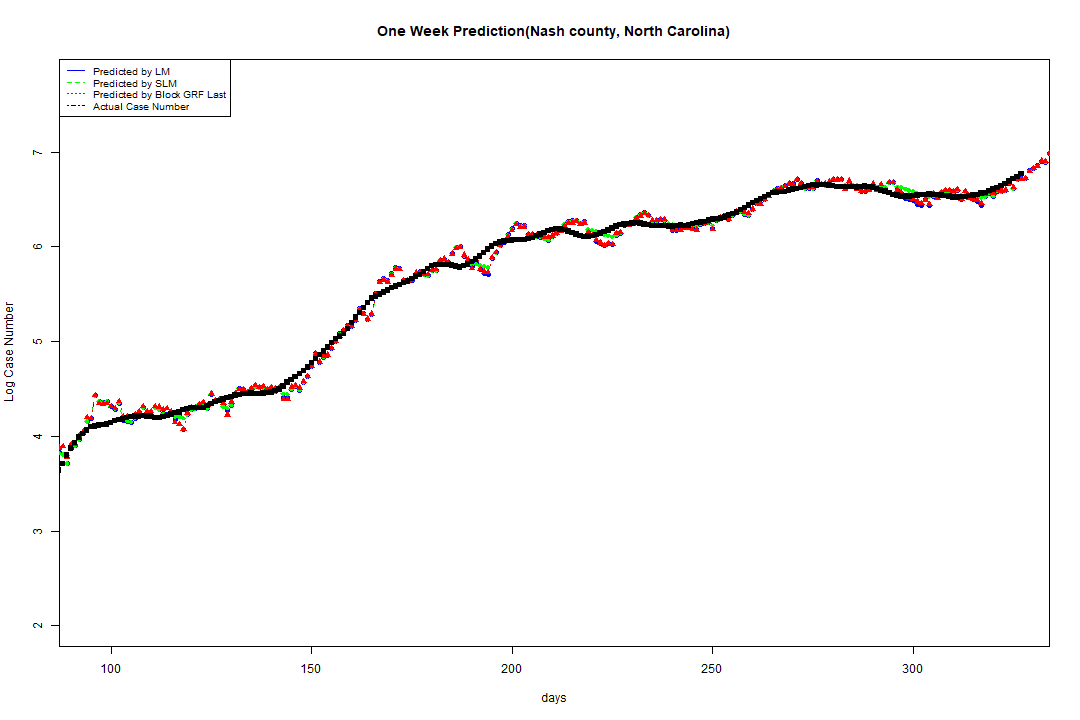 One Week Prediction(Nash county, North Carolina)
Predicted by LM
Predicted by SLM
Predicted by Block GRF Last
Actual Case Number
Log Case Number
7
6
5
4
3
2
100 150 200 250 300
days